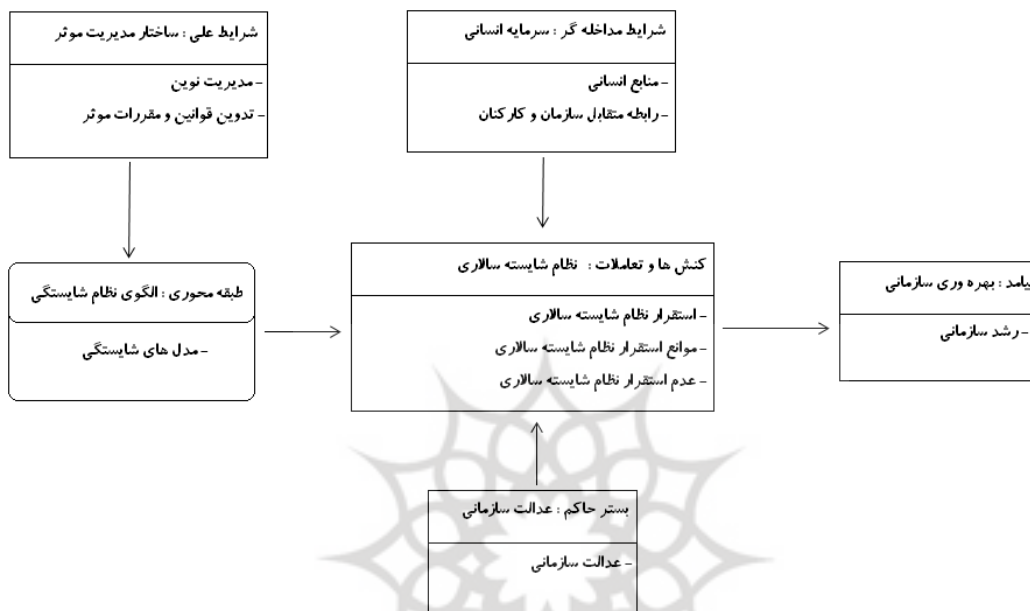 شرایط علی : ساختار مدیریت موثر
- مدیریت نوین
- تدوین قوانین و مقررات موثر
شرایط مداخله گر : سرمایه انسانی
- منابع انسانی
- رابطه متقابل سازمان و کارکنان
طبقه محوری : الگوی نظام شایستگی
- مدل های شایستگی
کنش ها و تعاملات : نظام شایسته سالاری
- استقرار نظام شایسته سالاری
- موانع استقرار نظام شایسته سالاری
- عدم استقرار نظام شایسته سالاری
یامد : بهره وری سازمانی
- رشد سازمانی
بستر حاکم : عدالت سازمانی
- عدالت سازمانی